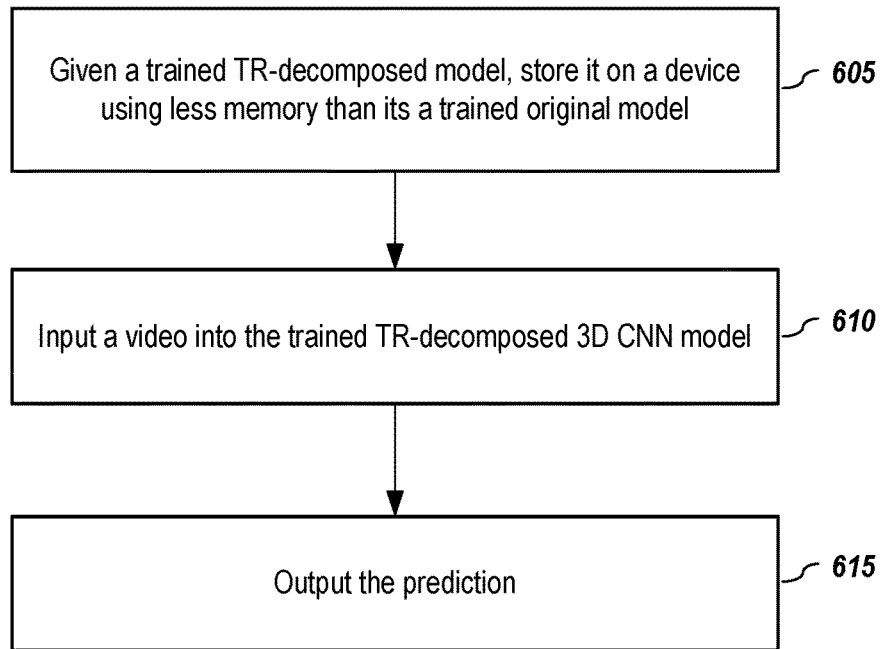 Given a trained TR-decomposed model, store it on a device
using less memory than its a trained original model
605
Input a video into the trained TR-decomposed 3D CNN model
610
Output the prediction
615